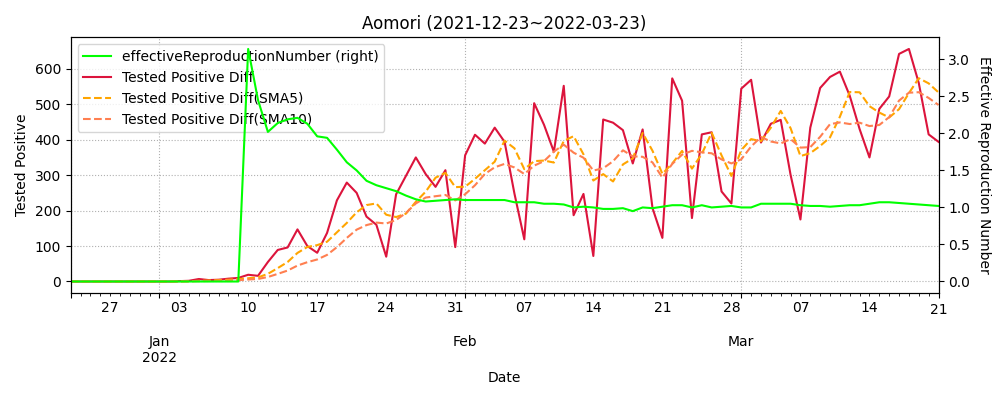 Aomori (2021-12-23~2022-03-23)
effectiveReproductionNumber (right)
Tested Positive Diff
Tested Positive Diff(SMA5)
Tested Positive Diff(SMA10)
Tested Positive
600
500
400
300
200
100
0
3.0
2.5
2.0
1.5
1.0
0.5
0.0
Effective Reproduction Number
27 03 10 17 24 31 07 14 21 28 07 14 21
Jan Feb Mar
2022
Date